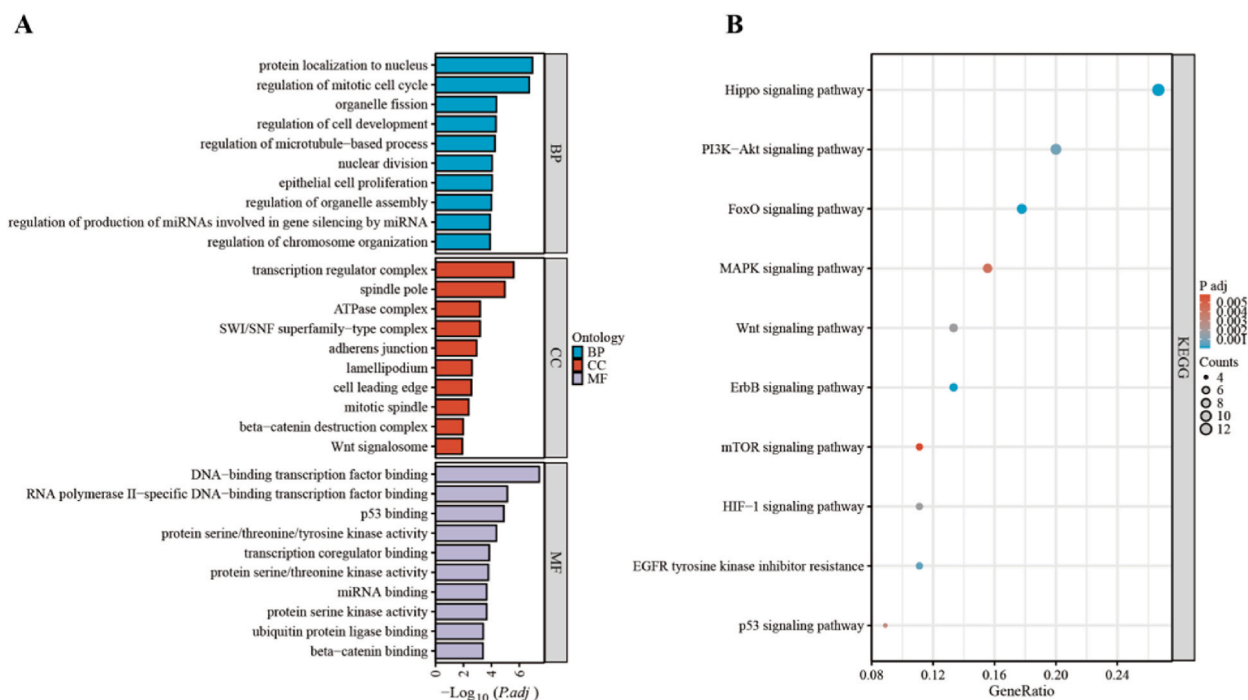 A
protein localization to nucleus
regulation of mitotic cell cycle
organelle fission
regulation of cell development
regulation of microtubule−based process
nuclear division
epithelial cell proliferation
regulation of organelle assembly
regulation of production of miRNAs involved in gene silencing by miRNA
regulation of chromosome organization
BP
transcription regulator complex
spindle pole
ATPase complex
SWI/SNF superfamily−type complex
adherens junction
lamellipodium
cell leading edge
mitotic spindle
beta−catenin destruction complex
Wnt signalosome
CC
DNA−binding transcription factor binding
RNA polymerase II−specific DNA−binding transcription factor binding
p53 binding
protein serine/threonine/tyrosine kinase activity
transcription coregulator binding
protein serine/threonine kinase activity
miRNA binding
protein serine kinase activity
ubiquitin protein ligase binding
beta−catenin binding
MF
0 2 4 6
−Log10 (P.adj)
Ontology
BP
CC
MF
B
Hippo signaling pathway
PI3K−Akt signaling pathway
FoxO signaling pathway
MAPK signaling pathway
Wnt signaling pathway
ErbB signaling pathway
mTOR signaling pathway
HIF−1 signaling pathway
EGFR tyrosine kinase inhibitor resistance
p53 signaling pathway
KEGG
0.08 0.12 0.16 0.20 0.24
GeneRatio
P adj
0.005
0.004
0.003
0.002
0.001
Counts
4
6
8
10
12